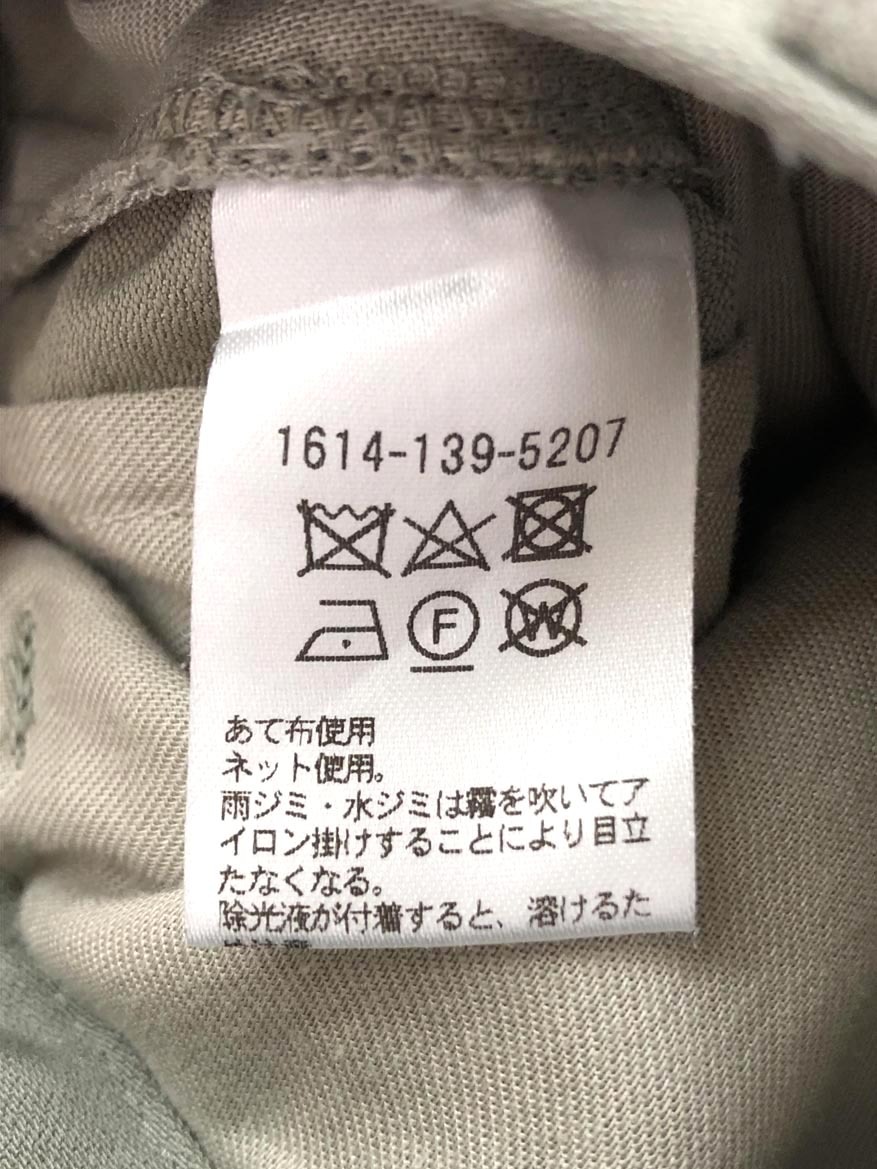 1614-139-5207
F W
あて布使用
ネット使用。
雨ジミ・水ジミは霧を吹いてア
イロン掛けすることにより目立
たなくなる。
除光液が付着すると、溶けるた